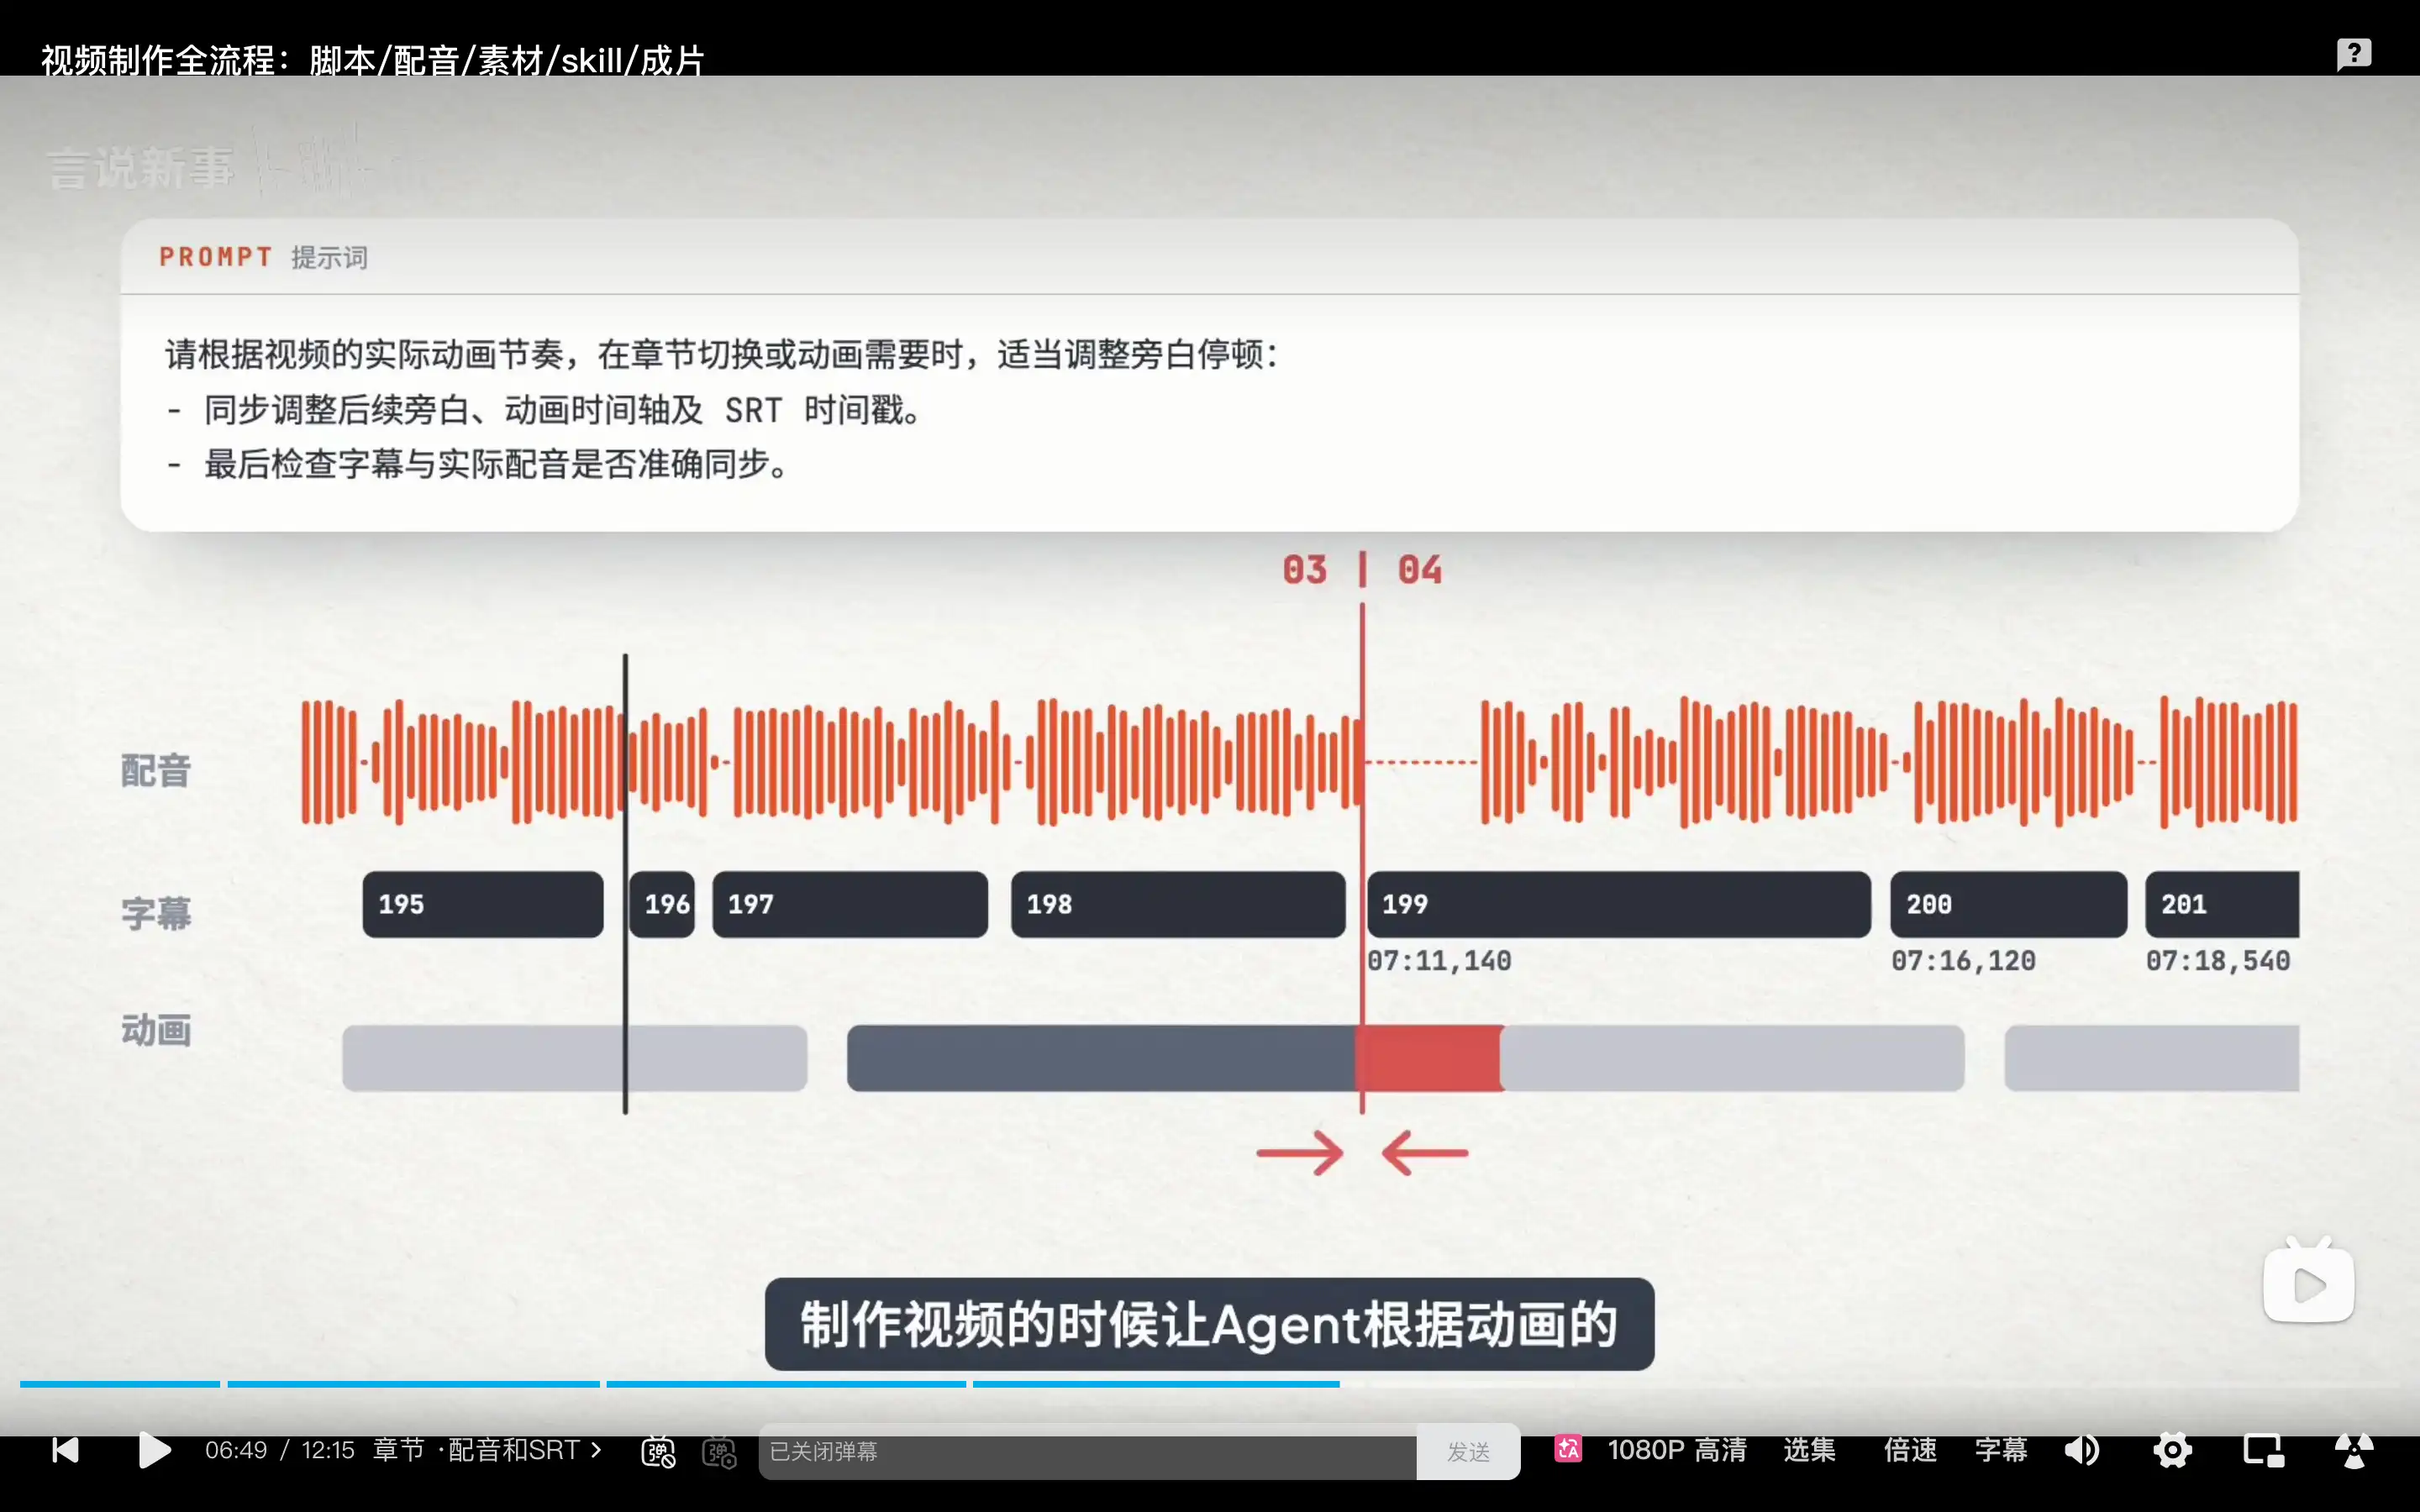 视频制作全流程：脚本/配音/素材/skill/成片
言说新事
PROMPT 提示词
请根据视频的实际动画节奏，在章节切换或动画需要时，适当调整旁白停顿：
- 同步调整后续旁白、动画时间轴及 SRT 时间戳。
- 最后检查字幕与实际配音是否准确同步。
03 | 04
配音
字幕
195 196 197 198 199 200 201
07:11,140 07:16,120 07:18,540
动画
制作视频的时候让Agent根据动画的
06:49 / 12:15 章节 ·配音和SRT 已关闭弹幕 发送 1080P 高清 选集 倍速 字幕